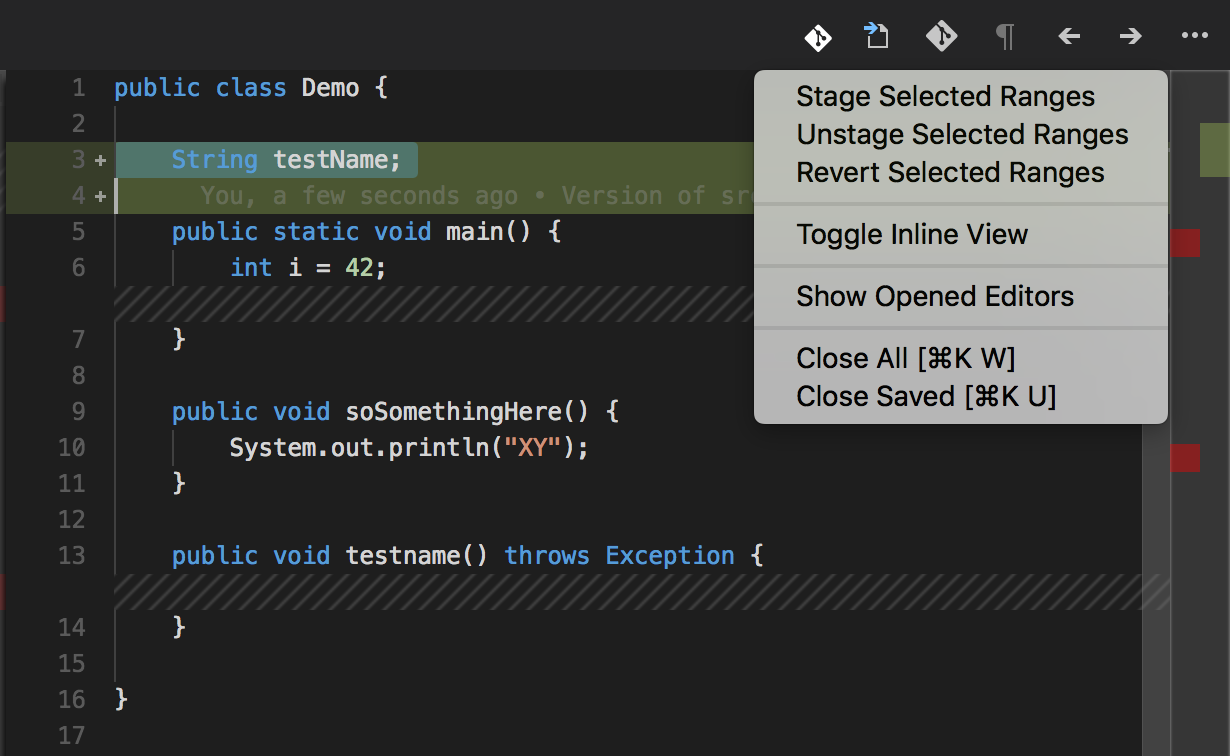 1 public class Demo {
2
3 + String testName;
4 + You, a few seconds ago • Version of
5 public static void main() {
6 int i = 42;
7 }
8
9 public void soSomethingHere() {
10 System.out.println("XY");
11 }
12
13 public void testname() throws Exception {
14 }
15
16 }
17
Stage Selected Ranges
Unstage Selected Ranges
Revert Selected Ranges
Toggle Inline View
Show Opened Editors
Close All [⌘K W]
Close Saved [⌘K U]